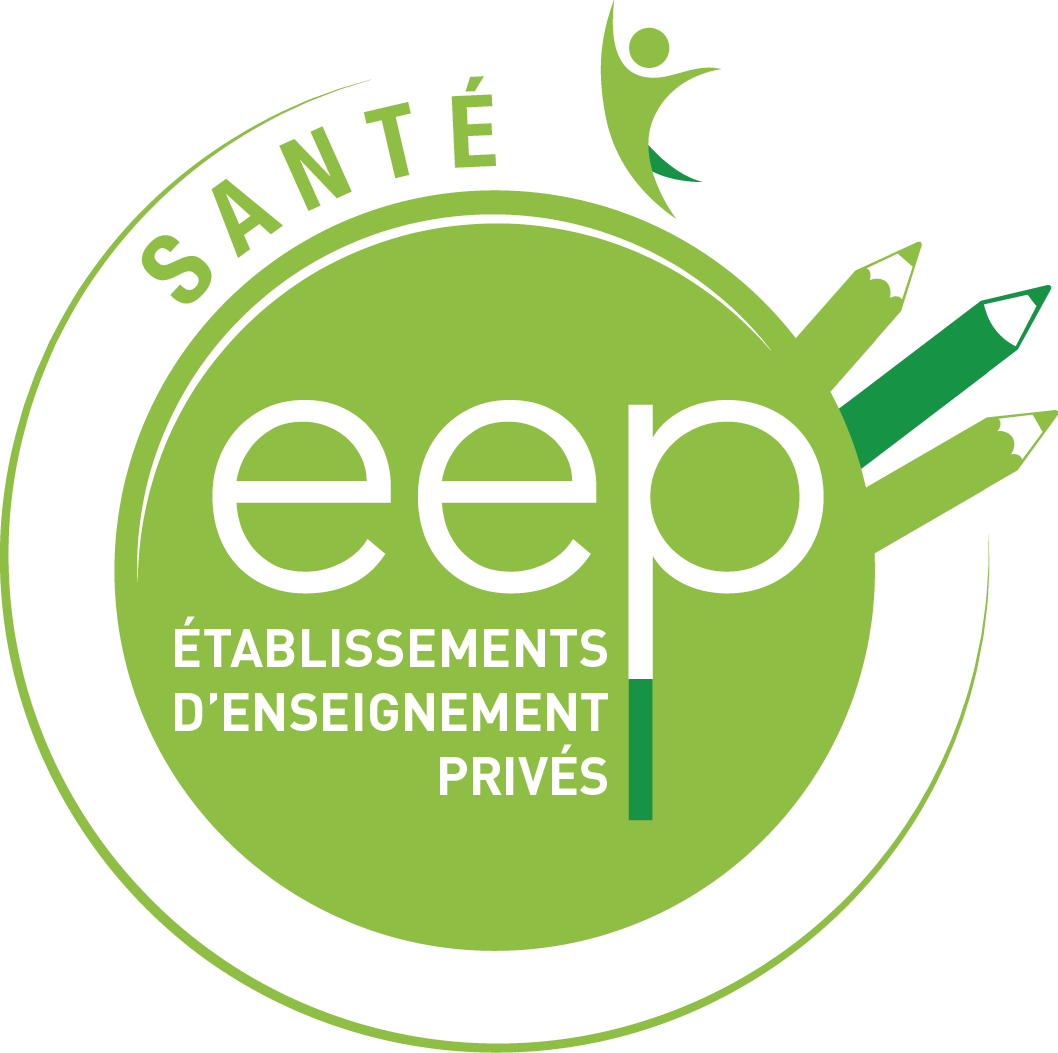 SANTÉ
eep
ÉTABLISSEMENTS
D'ENSEIGNEMENT
PRIVÉS